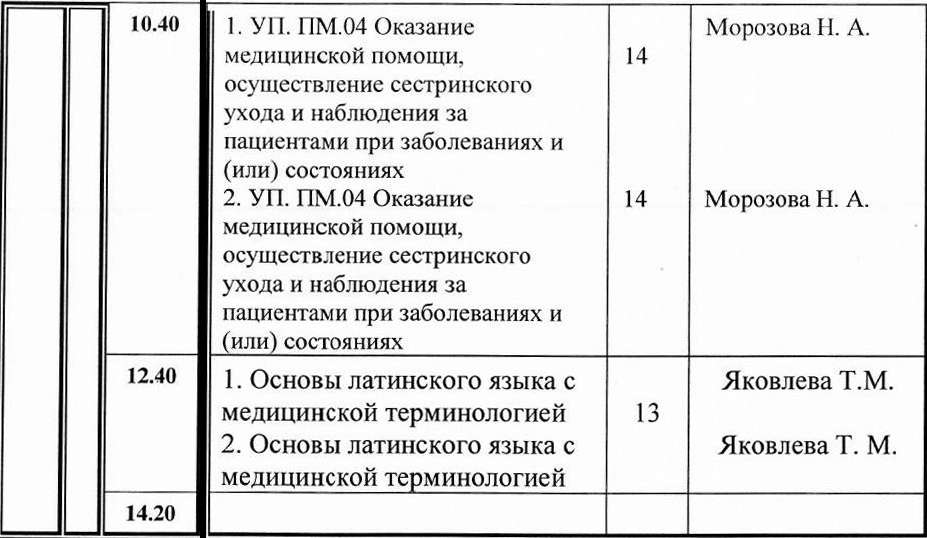 10.40
1. УП. ПМ.04 Оказание
медицинской помощи,
осуществление сестринского
ухода и наблюдения за
пациентами при заболеваниях и
(или) состояниях
14
Морозова Н. А.
2. УП. ПМ.04 Оказание
медицинской помощи,
осуществление сестринского
ухода и наблюдения за
пациентами при заболеваниях и
(или) состояниях
14
Морозова Н. А.
12.40
1. Основы латинского языка с
медицинской терминологией
13
Яковлева Т.М.
2. Основы латинского языка с
медицинской терминологией
Яковлева Т. М.
14.20